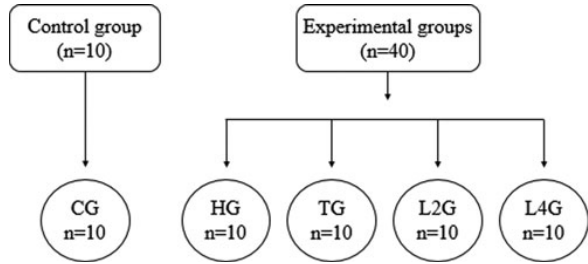 Control group
(n=10)
Experimental groups
(n=40)
CG
n=10
HG
n=10
TG
n=10
L2G
n=10
L4G
n=10